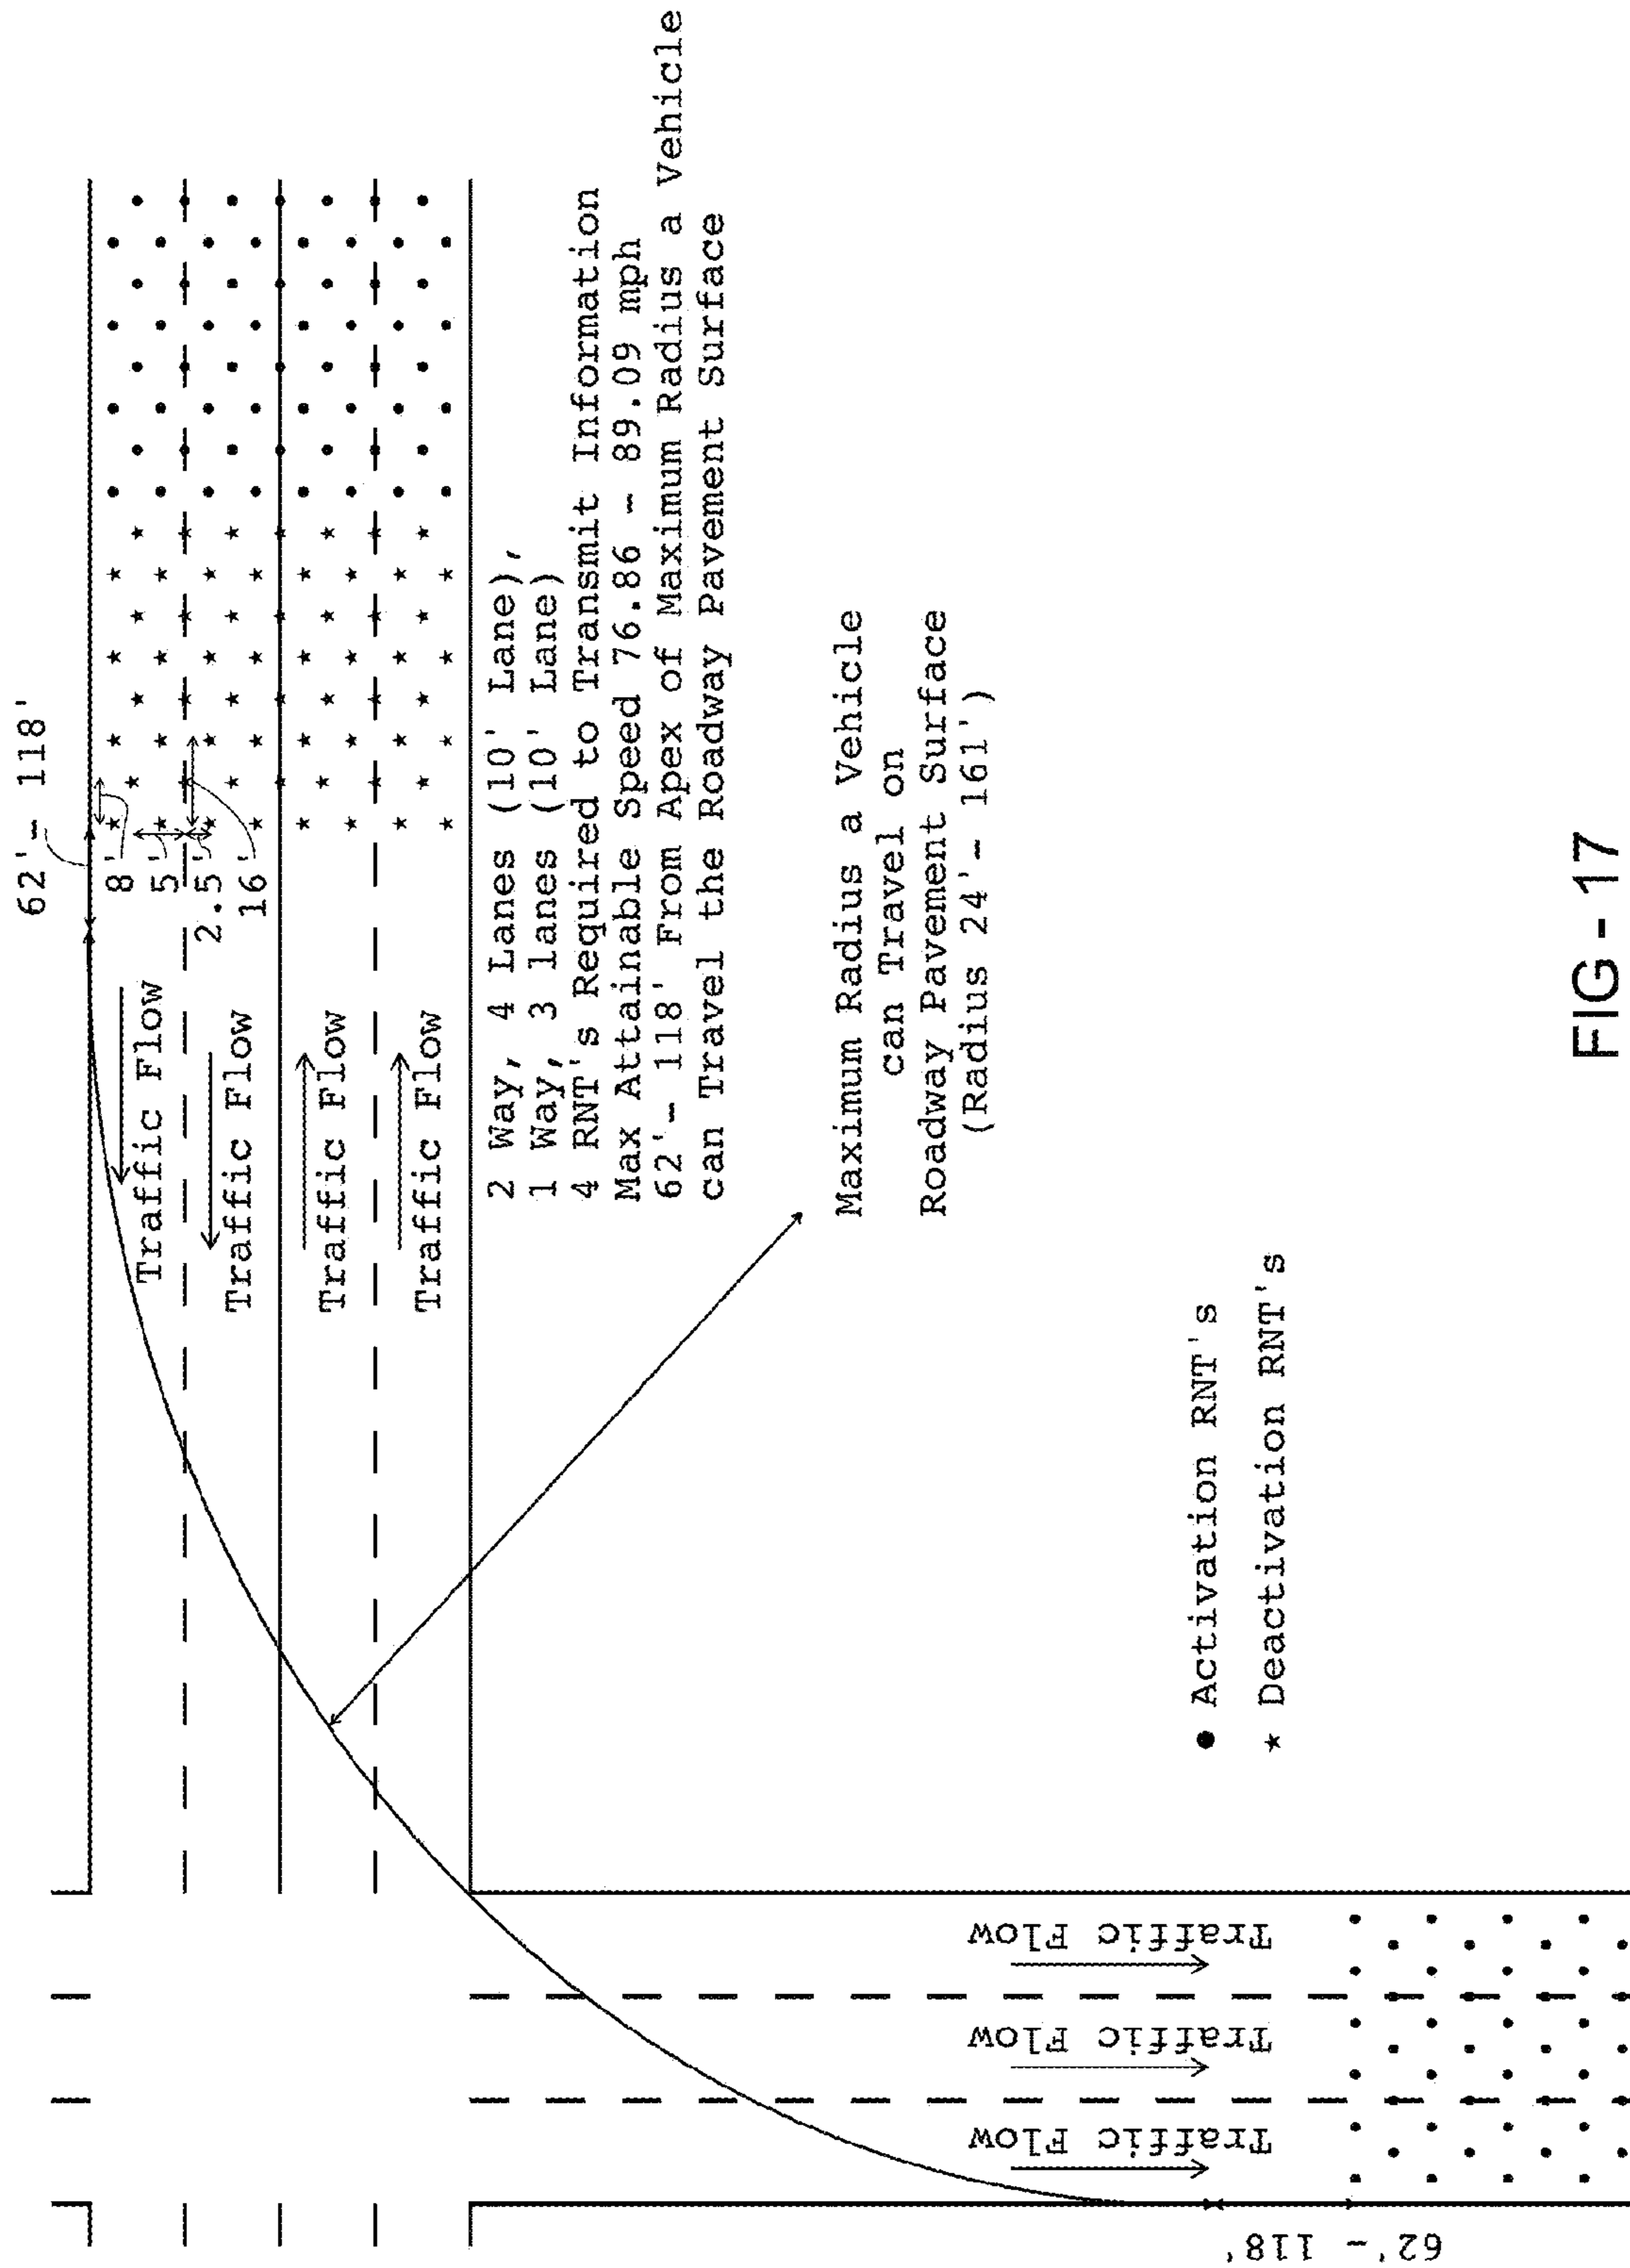 62'- 118'
8'
5'
2.5'
16'
Traffic Flow
Traffic Flow
Traffic Flow
Traffic Flow
2 Way, 4 Lanes (10' Lane),
1 Way, 3 lanes (10' Lane)
4 RNT's Required to Transmit Information
Max Attainable Speed 76.86 - 89.09 mph
62'- 118' From Apex of Maximum Radius a Vehicle
can Travel the Roadway Pavement Surface
Maximum Radius a Vehicle
can Travel on
Roadway Pavement Surface
(Radius 24'- 161')
Traffic Flow
Traffic Flow
Traffic Flow
62'- 118'
● Activation RNT's
★ Deactivation RNT's
FIG - 17